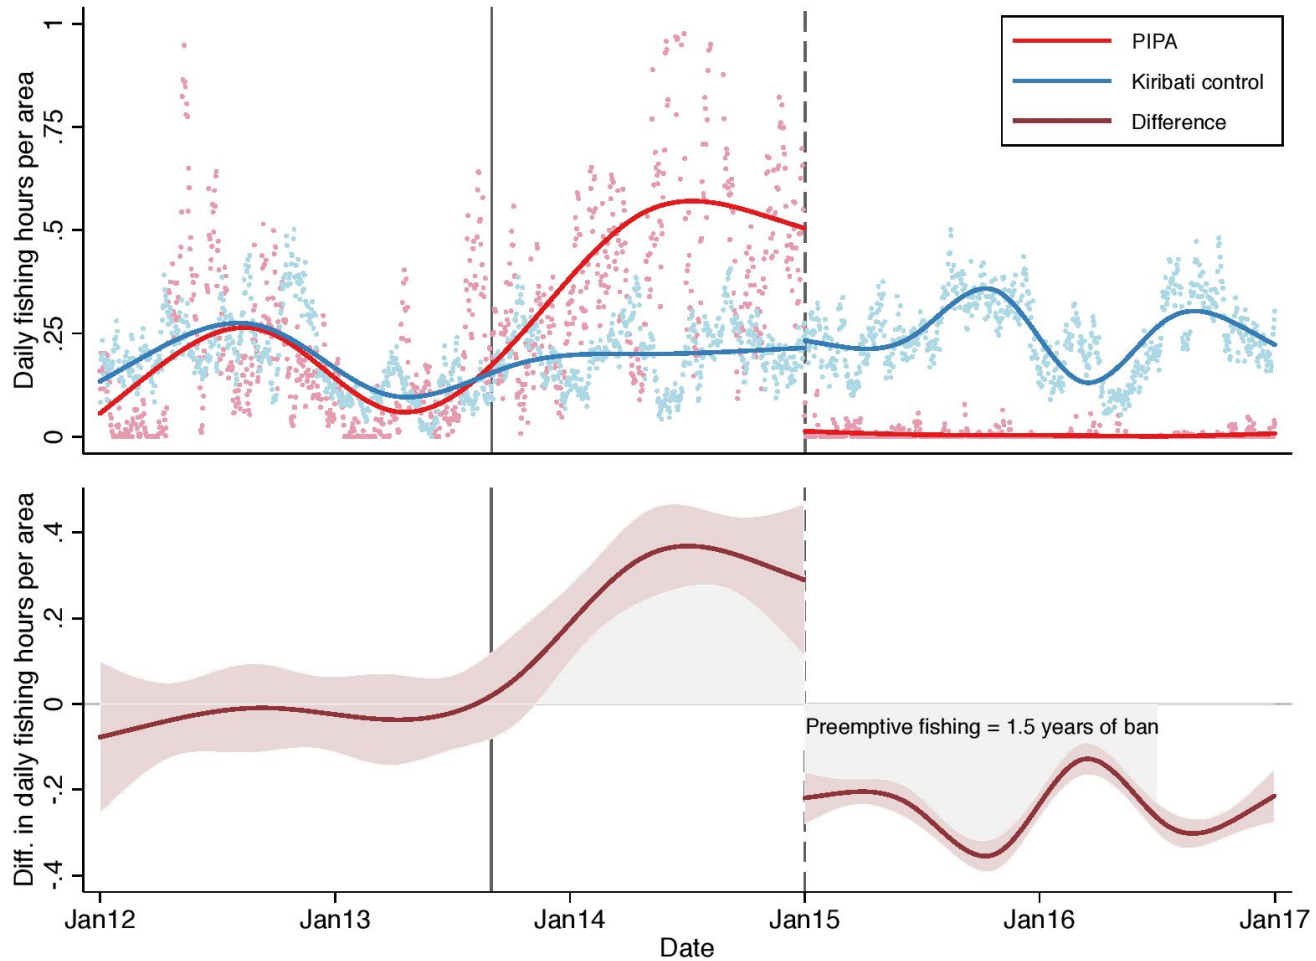 Daily fishing hours per area
1
.75
.5
.25
0
PIPA
Kiribati control
Difference
Diff. in daily fishing hours per area
.4
.2
0
-.2
-.4
Preemptive fishing = 1.5 years of ban
Jan12
Jan13
Jan14
Jan15
Jan16
Jan17
Date